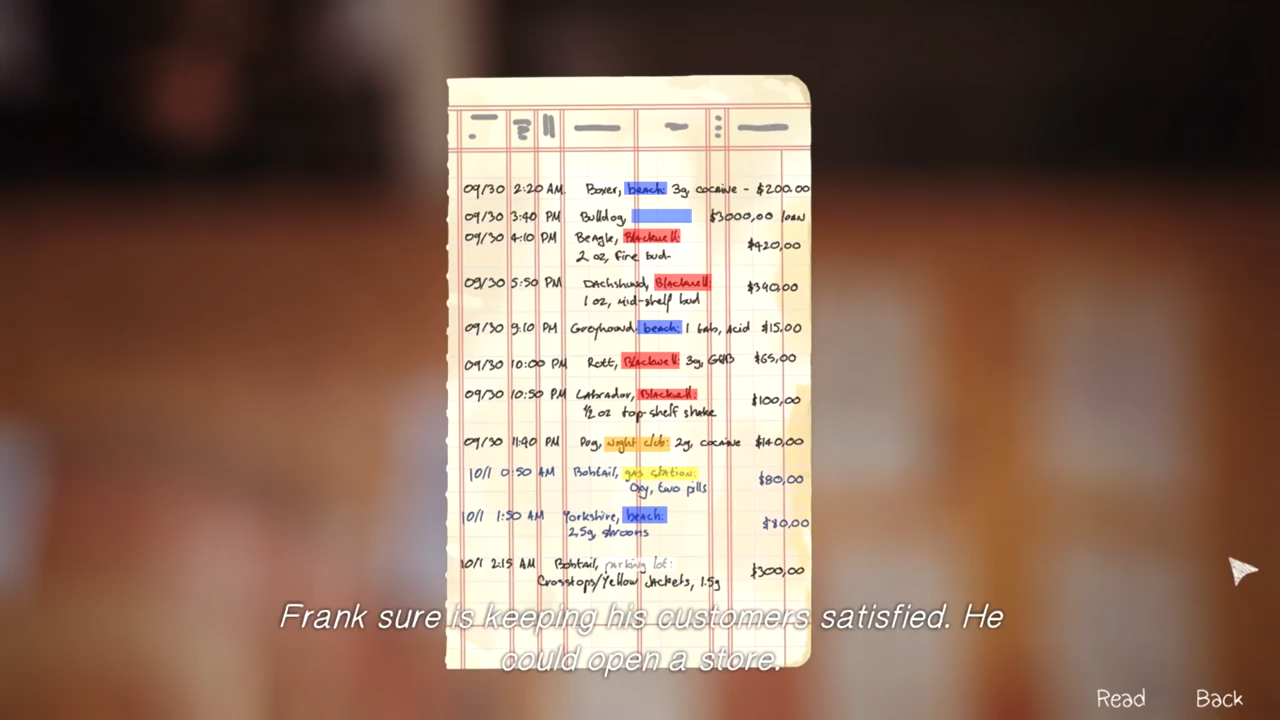 09/30 2:20 AM. Boxer, beach: 3g, cocaine - $200.00
09/30 3:40 PM Bulldog, $3000,00 loan
09/30 4:10 PM Beagle, Blackwell: $420,00
2 oz, fire bud-
09/30 5:50 PM Dachshund, Blackwell: $340,00
1 oz, mid-shelf bud
09/30 9:10 PM Greyhound, beach: 1 tab, acid $15.00
09/30 10:00 PM Rott, Blackwell: 3g, GHB $65,00
09/30 10:50 PM Labrador, Blackwell: $100,00
1/2 oz top-shelf shake
09/30 11:40 PM Pug, night club: 2g, cocaine $140,00
10/1 0:50 AM Bobtail, gas station: $80,00
Oxy, two pills
10/1 1:50 AM Yorkshire, beach: $80,00
2,5g, shrooms
10/1 2:15 AM Bobtail, parking lot: $300,00
Crosstops/Yellow Jackets, 1.5g
Frank sure is keeping his customers satisfied. He
could open a store.
Read Back